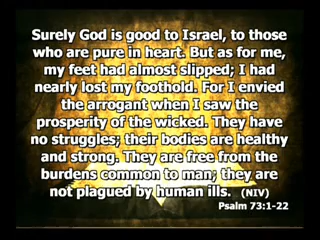 Surely God is good to Israel, to those
who are pure in heart. But as for me,
my feet had almost slipped; I had
nearly lost my foothold. For I envied
the arrogant when I saw the
prosperity of the wicked. They have
no struggles; their bodies are healthy
and strong. They are free from the
burdens common to man; they are
not plagued by human ills. (NIV)
Psalm 73:1-22